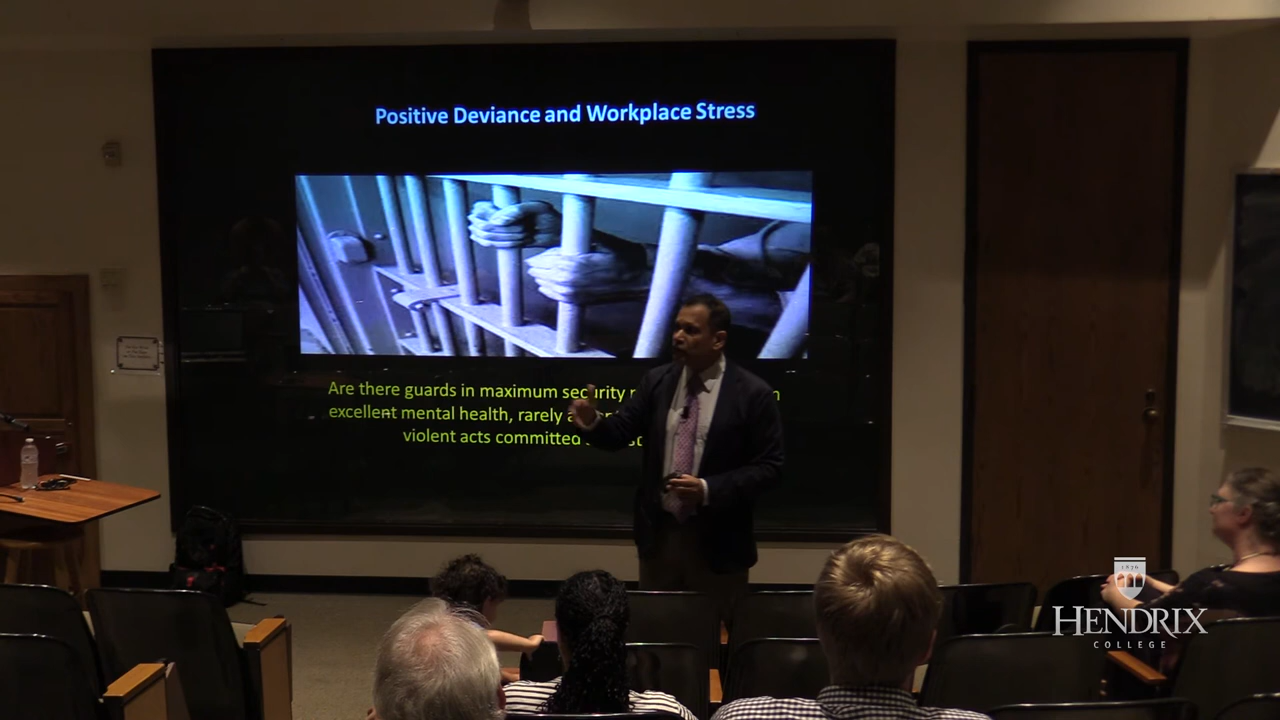 Positive Deviance and Workplace Stress
Are there guards in maximum security
excellent mental health, rarely
violent acts committed
1876
HENDRIX
COLLEGE